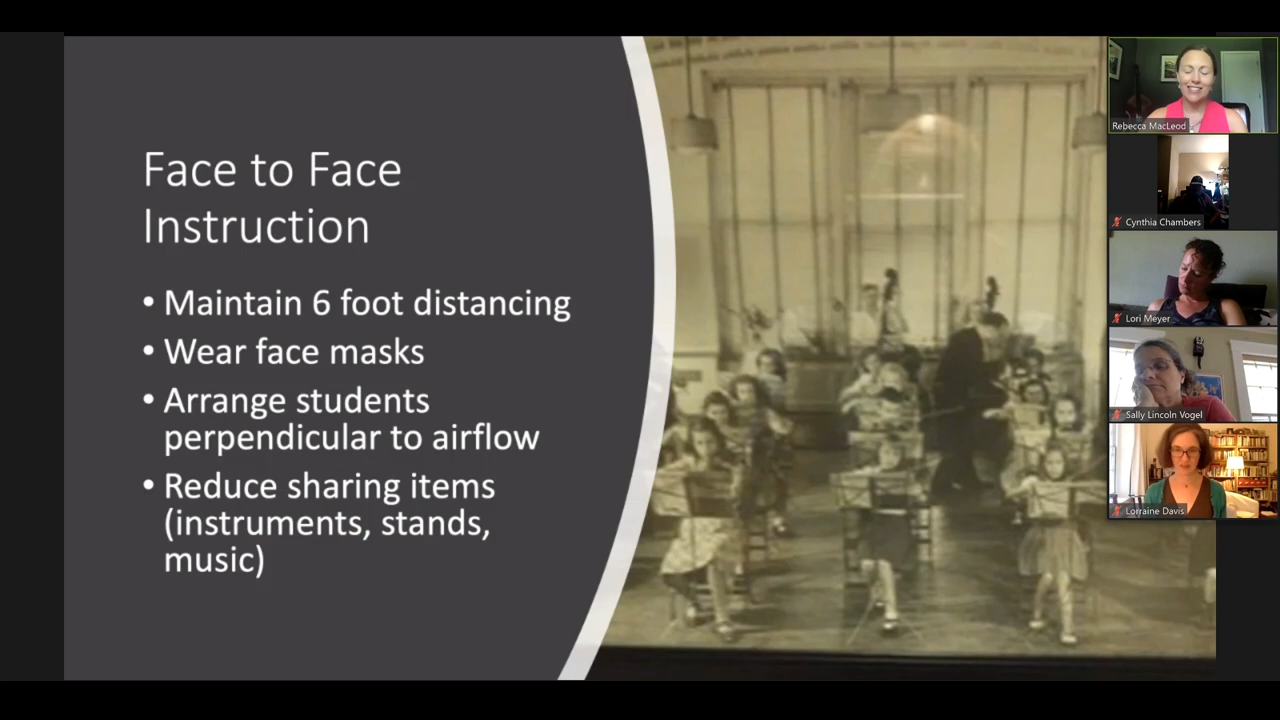 Face to Face
Instruction
• Maintain 6 foot distancing
• Wear face masks
• Arrange students
perpendicular to airflow
• Reduce sharing items
(instruments, stands,
music)
Rebecca MacLeod
Cynthia Chambers
Lori Meyer
Sally Lincoln Vogel
Lorraine Davis